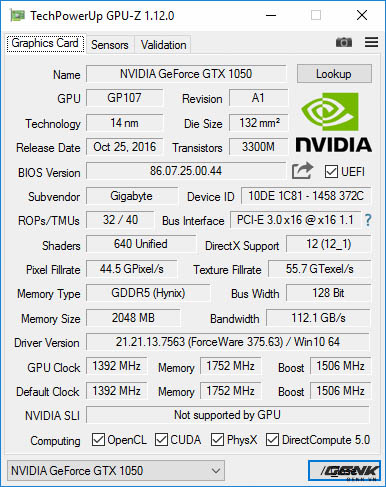 TechPowerUp GPU-Z 1.12.0
Graphics Card Sensors Validation
Name NVIDIA GeForce GTX 1050 Lookup
GPU GP107 Revision A1
Technology 14 nm Die Size 132 mm²
Release Date Oct 25, 2016 Transistors 3300M
NVIDIA
BIOS Version 86.07.25.00.44 UEFI
Subvendor Gigabyte Device ID 10DE 1C81 - 1458 372C
ROPs/TMUs 32 / 40 Bus Interface PCI-E 3.0 x16 @ x16 1.1 ?
Shaders 640 Unified DirectX Support 12 (12_1)
Pixel Fillrate 44.5 GPixel/s Texture Fillrate 55.7 GTexel/s
Memory Type GDDR5 (Hynix) Bus Width 128 Bit
Memory Size 2048 MB Bandwidth 112.1 GB/s
Driver Version 21.21.13.7563 (ForceWare 375.63) / Win10 64
GPU Clock 1392 MHz Memory 1752 MHz Boost 1506 MHz
Default Clock 1392 MHz Memory 1752 MHz Boost 1506 MHz
NVIDIA SLI Not supported by GPU
Computing OpenCL CUDA PhysX DirectCompute 5.0
NVIDIA GeForce GTX 1050 GENK
GENK.VN